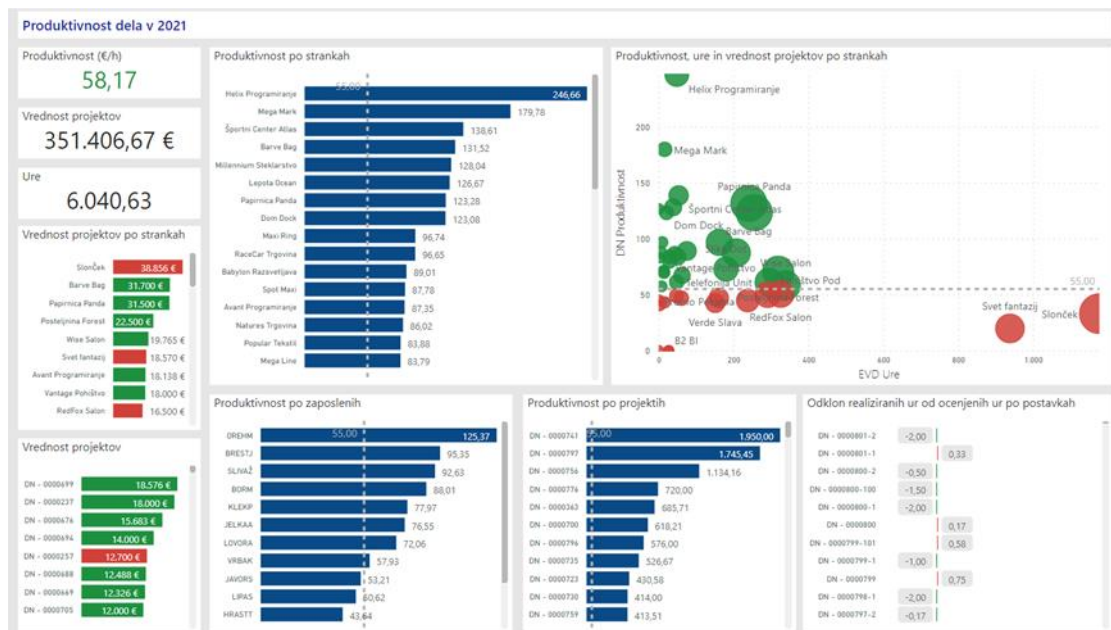 Produktivnost dela v 2021
Produktivnost (€/h)
58,17
Vrednost projektov
351.406,67 €
Ure
6.040,63
Vrednost projektov po strankah
Slonček 38.856 €
Barve Bag 31.700 €
Papirnica Panda 31.500 €
Posteljnina Forest 22.500 €
Wise Salon 19.765 €
Svet fantazij 18.570 €
Avant Programiranje 18.138 €
Vantage Pohištvo 18.000 €
RedFox Salon 16.500 €
Vrednost projektov
DN - 0000699 18.576 €
DN - 0000237 18.000 €
DN - 0000676 15.683 €
DN - 0000694 14.000 €
DN - 0000257 12.700 €
DN - 0000688 12.488 €
DN - 0000669 12.326 €
DN - 0000705 12.000 €
Produktivnost po strankah
55,00
Helix Programiranje 246,66
Mega Mark 179,78
Športni Center Atlas 138,61
Barve Bag 131,52
Millennium Steklarstvo 128,04
Lepota Ocean 126,67
Papirnica Panda 123,28
Dom Dock 123,08
Maxi Ring 96,74
RaceCar Trgovina 96,65
Babylon Razsvetljava 89,01
Spot Maxi 87,78
Avant Programiranje 87,35
Natures Trgovina 86,02
Popular Tekstil 83,88
Mega Line 83,79
Produktivnost, ure in vrednost projektov po strankah
DN Produktivnost
200
150
100
50
0
Helix Programiranje
Mega Mark
Papirnica Panda
Športni Center Atlas
Dom Dock
Barve Bag
Wise Salon
Vantage Pohištvo
Telefonija Unit
Pohištvo Pod
55,00
Forest
RedFox Salon
Verde Slava
Svet fantazij
Slonček
B2 BI
0 200 400 600 800 1.000
EVD Ure
Produktivnost po zaposlenih
55,00
DREHM 125,37
BRESTJ 95,35
SLIVAŽ 92,63
BORM 88,01
KLEKP 77,97
JELKAA 76,55
LOVORA 72,06
VRBAK 57,93
JAVORS 53,21
LIPAS 50,62
HRASTT 43,64
Produktivnost po projektih
55,00
DN - 0000741 1.950,00
DN - 0000797 1.745,45
DN - 0000756 1.134,16
DN - 0000776 720,00
DN - 0000363 685,71
DN - 0000700 618,21
DN - 0000796 576,00
DN - 0000735 526,67
DN - 0000723 430,58
DN - 0000730 414,00
DN - 0000759 413,51
Odklon realiziranih ur od ocenjenih ur po postavkah
DN - 0000801-2 -2,00
DN - 0000801-1 0,33
DN - 0000800-2 -0,50
DN - 0000800-100 -1,50
DN - 0000800-1 -2,00
DN - 0000800 0,17
DN - 0000799-101 0,58
DN - 0000799-1 -1,00
DN - 0000799 0,75
DN - 0000798-1 -2,00
DN - 0000797-2 -0,17